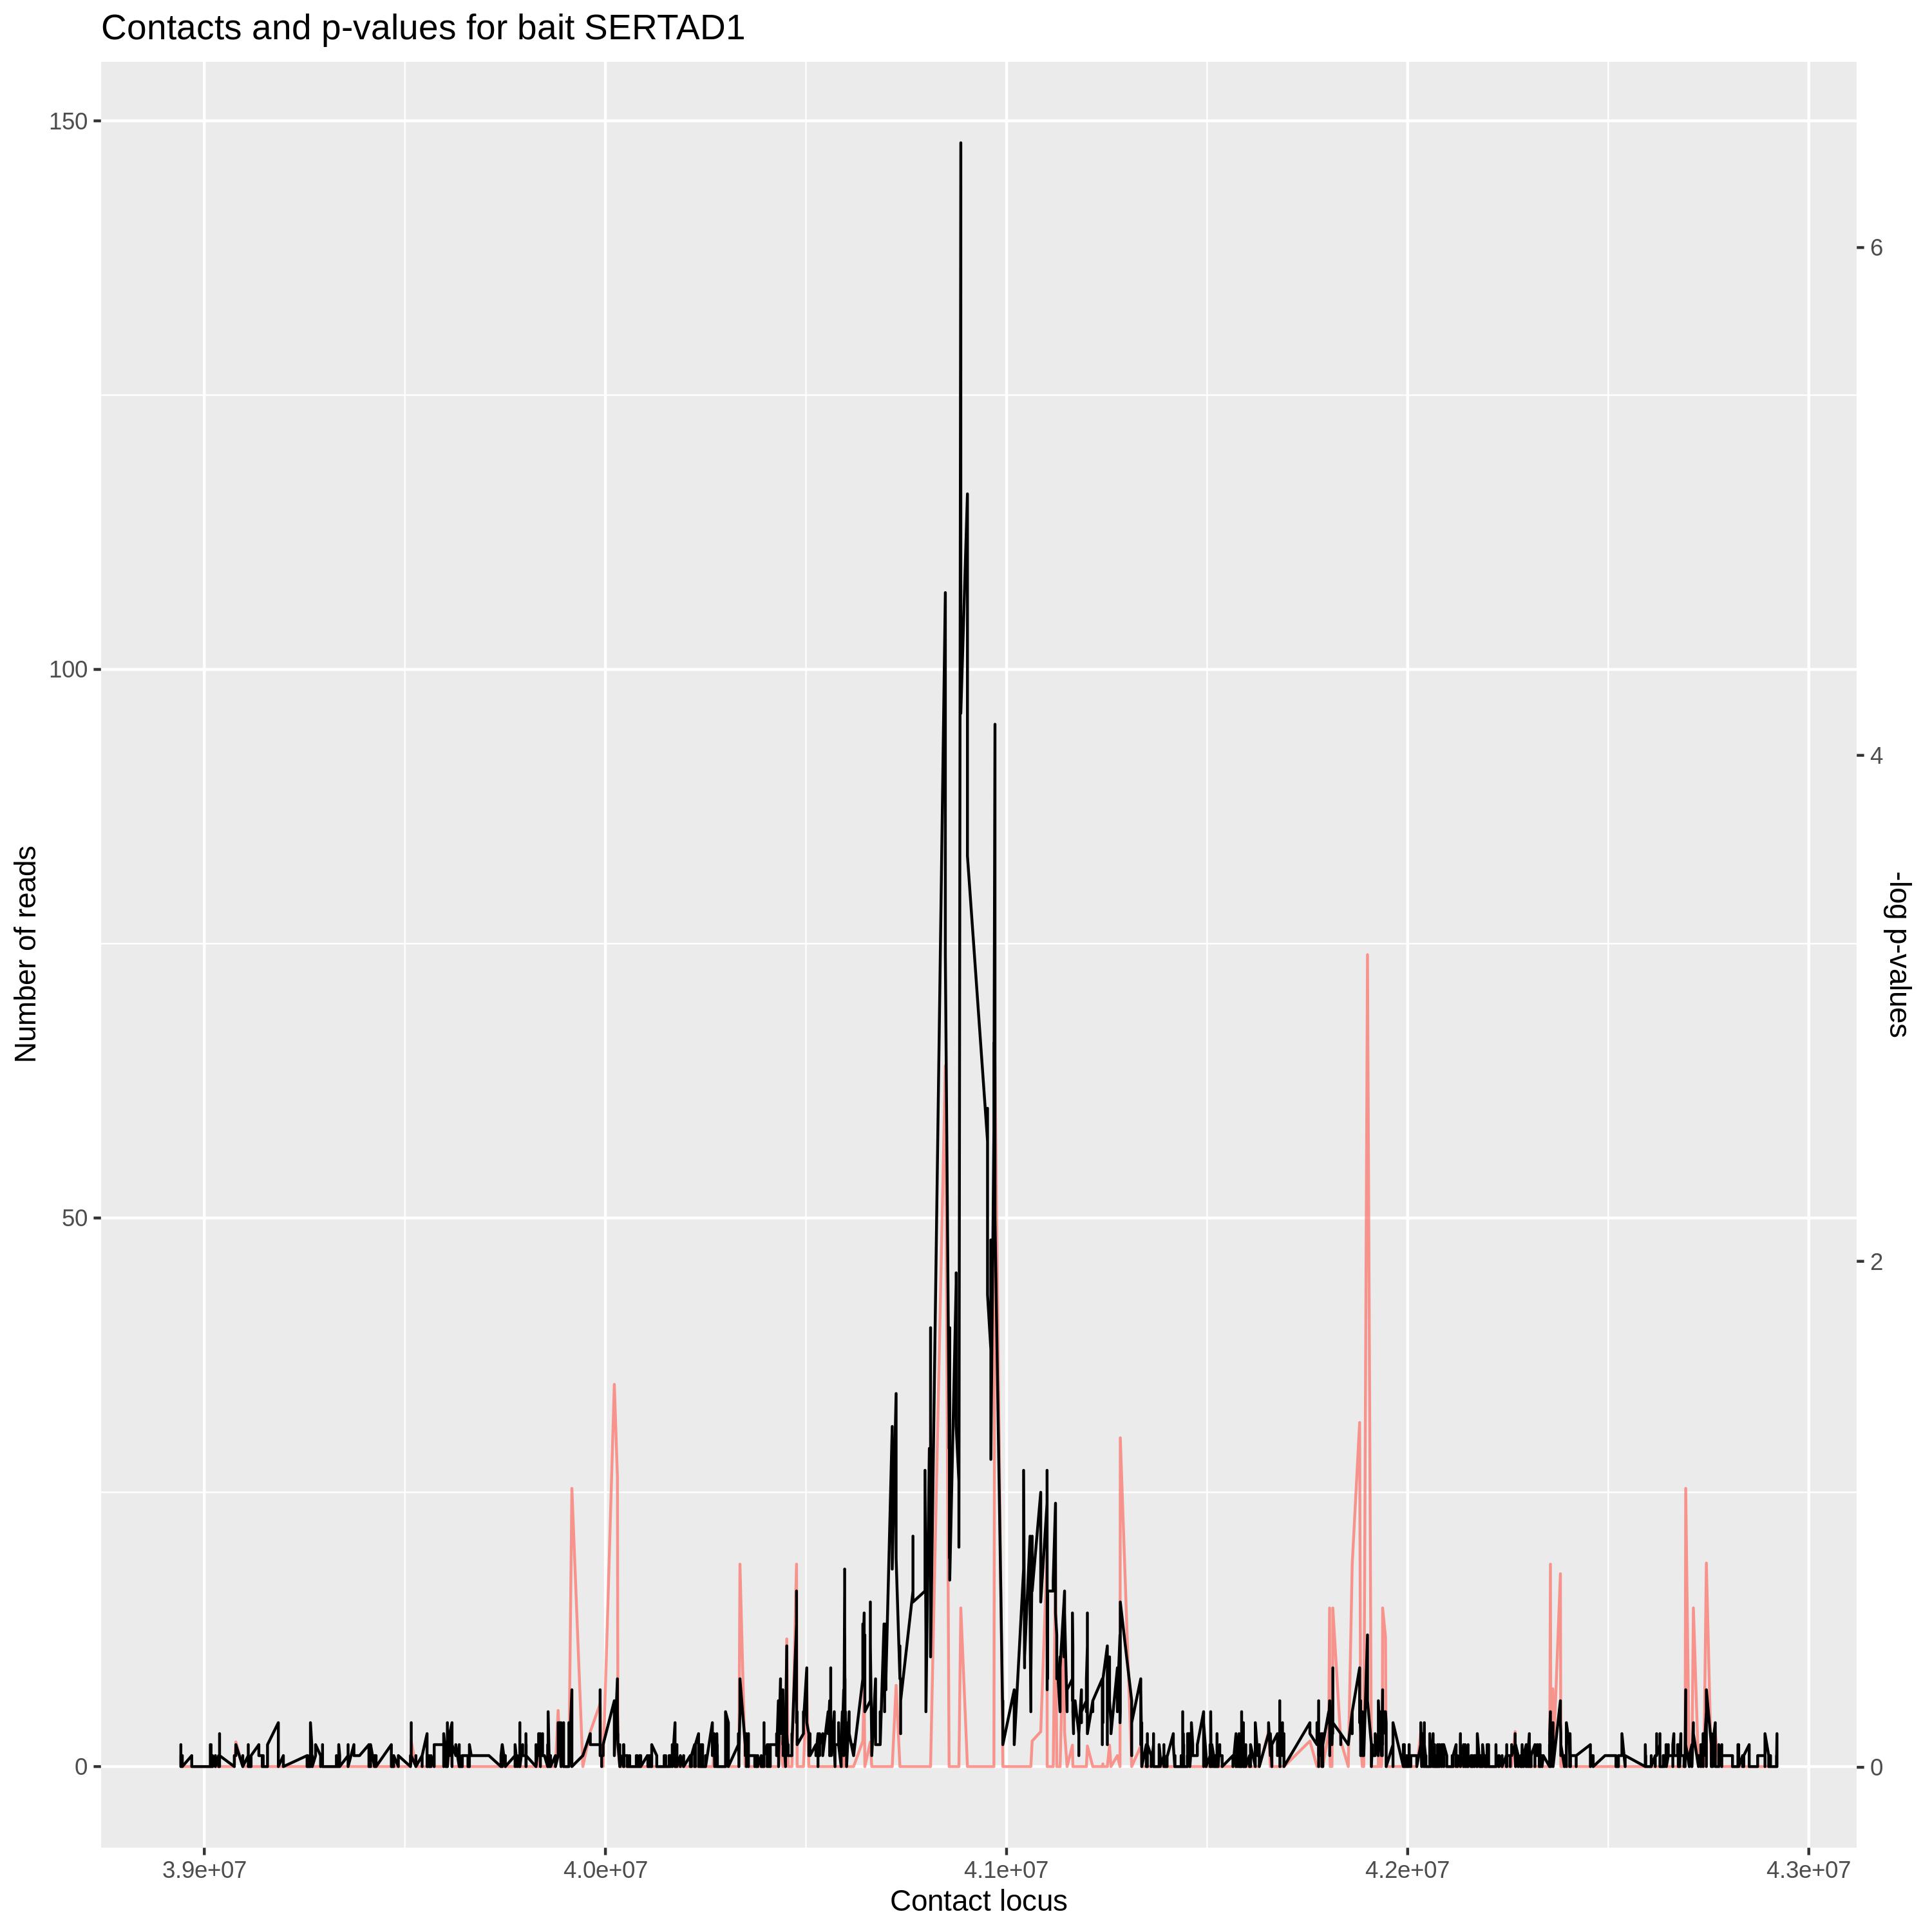 Contacts and p-values for bait SERTAD1
150
100
50
0
6
4
2
0
Number of reads
-log p-values
3.9e+07 4.0e+07 4.1e+07 4.2e+07 4.3e+07
Contact locus